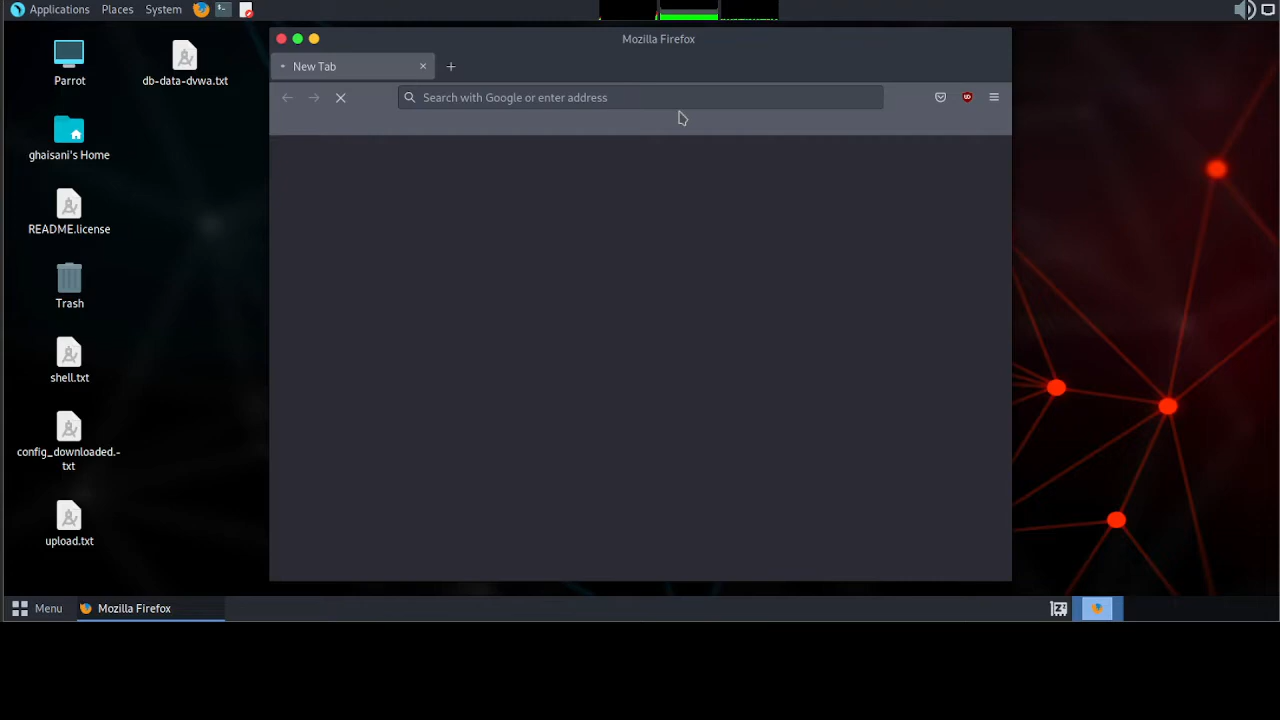 Applications Places System
Mozilla Firefox
New Tab
Search with Google or enter address
Parrot
db-data-dvwa.txt
ghaisani's Home
README.license
Trash
shell.txt
config_downloaded.-
txt
upload.txt
Menu
Mozilla Firefox